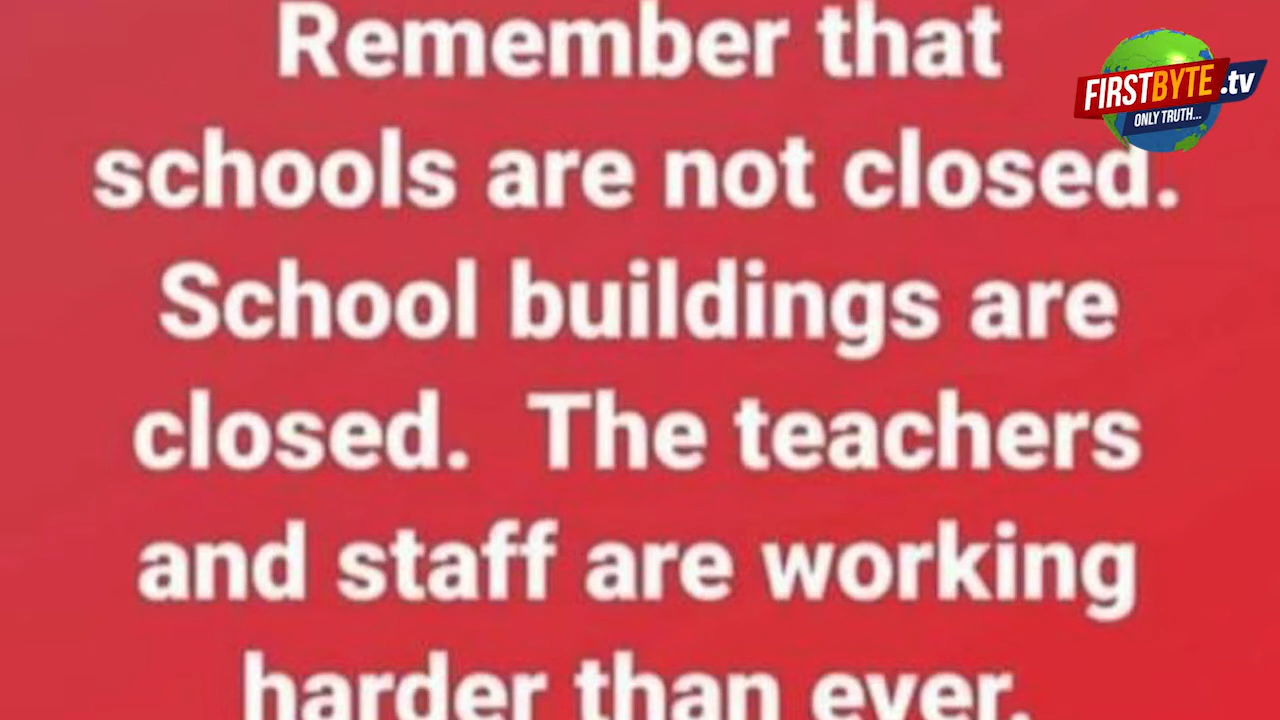 Remember that
schools are not closed.
School buildings are
closed. The teachers
and staff are working
harder than ever.
FIRSTBYTE.tv
ONLY TRUTH...